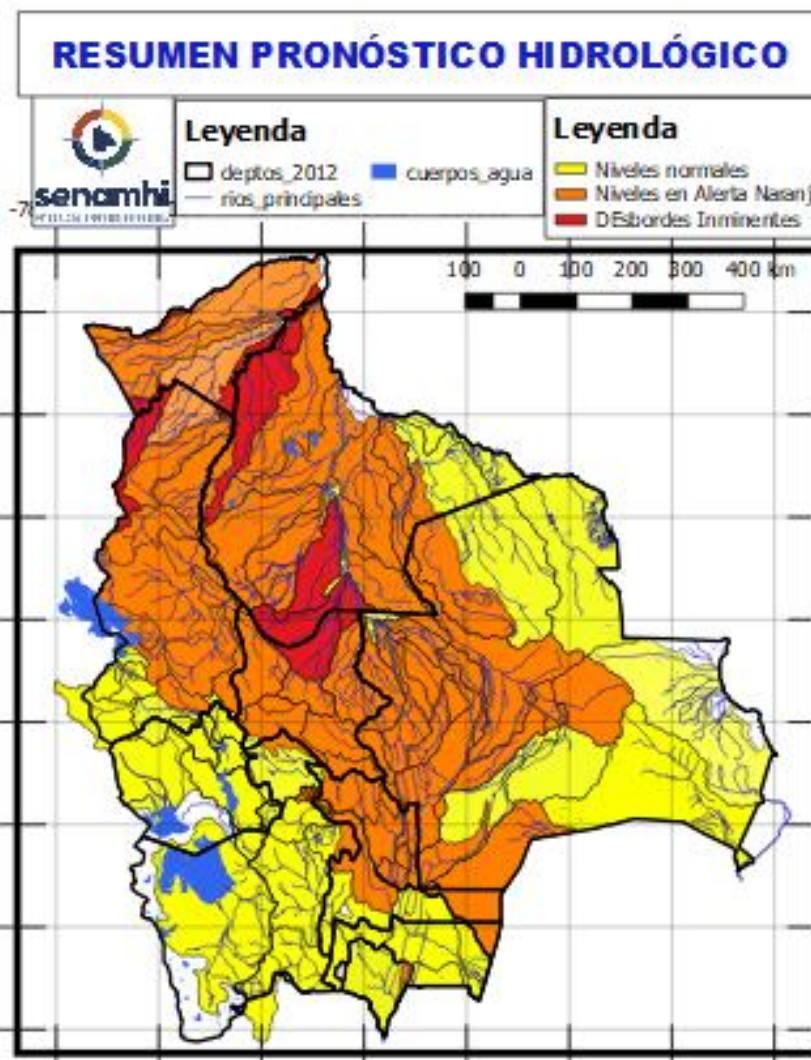 RESUMEN PRONÓSTICO HIDROLÓGICO
senamhi
Leyenda
deptos_2012
cuerpos_agua
rios_principales
Leyenda
Niveles normales
Niveles en Alerta Naranj
DEsbordes Inminentes
100 0 100 200 300 400 km